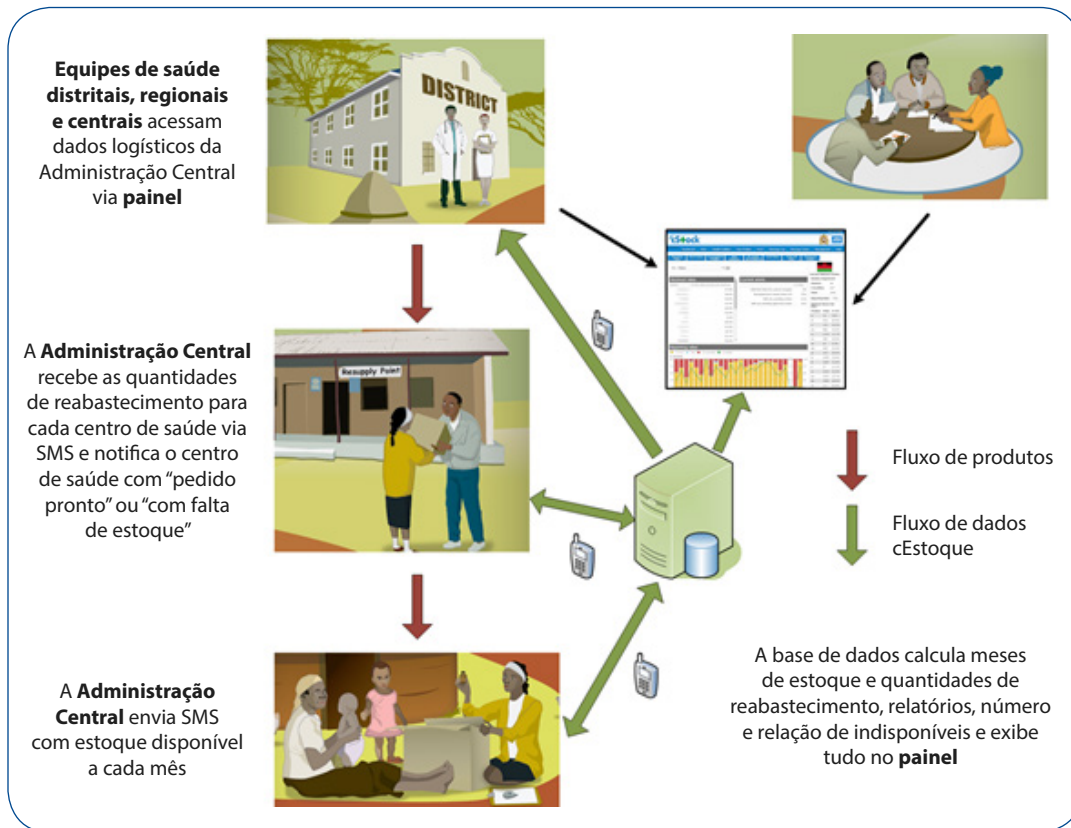 Equipes de saúde
distritais, regionais
e centrais acessam
dados logísticos da
Administração Central
via painel
DISTRICT
A Administração Central
recebe as quantidades
de reabastecimento para
cada centro de saúde via
SMS e notifica o centro
de saúde com “pedido
pronto” ou “com falta
de estoque”
Resupply Point
Fluxo de produtos
Fluxo de dados
cEstoque
A Administração
Central envia SMS
com estoque disponível
a cada mês
A base de dados calcula meses
de estoque e quantidades de
reabastecimento, relatórios, número
e relação de indisponíveis e exibe
tudo no painel